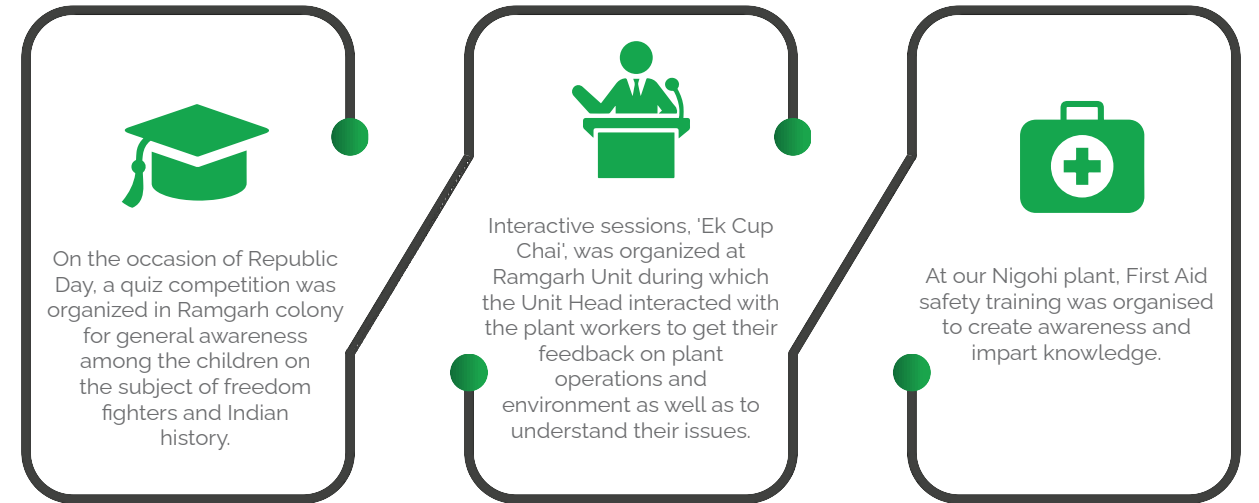 On the occasion of Republic
Day, a quiz competition was
organized in Ramgarh colony
for general awareness
among the children on
the subject of freedom
fighters and Indian
history.
Interactive sessions, 'Ek Cup
Chai', was organized at
Ramgarh Unit during which
the Unit Head interacted with
the plant workers to get their
feedback on plant
operations and
environment as well as to
understand their issues.
At our Nigohi plant, First Aid
safety training was organised
to create awareness and
impart knowledge.